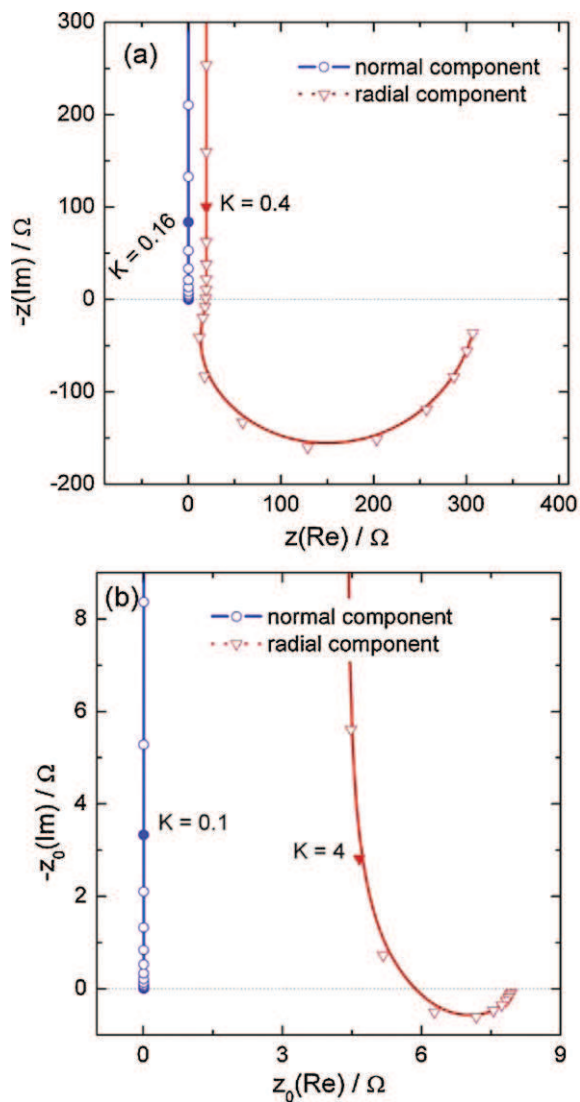 (a)
normal component
radial component
K = 0.16
K = 0.4
300
200
100
0
-100
-200
-z(Im) / Ω
0 100 200 300 400
z(Re) / Ω
(b)
normal component
radial component
K = 0.1
K = 4
8
6
4
2
0
-z₀(Im) / Ω
0 3 6 9
z₀(Re) / Ω